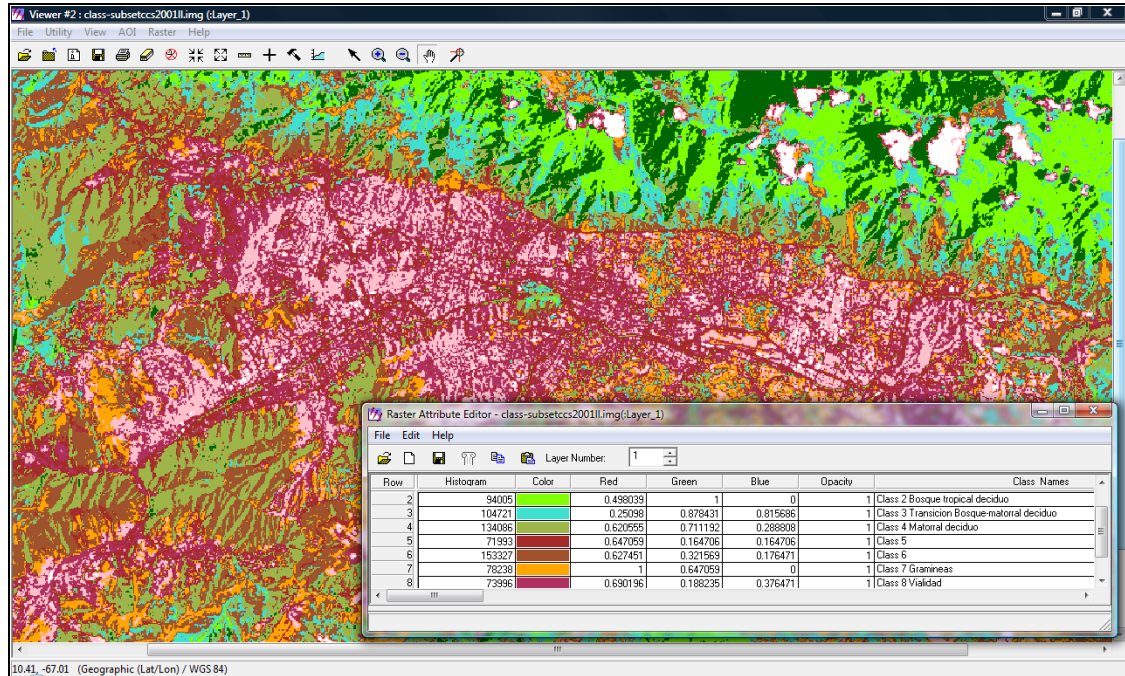 Viewer #2 : class-subsetccs2001II.img (:Layer_1)
File Utility View AOI Raster Help
Raster Attribute Editor - class-subsetccs2001II.img(:Layer_1)
File Edit Help
Layer Number: 1
Row Histogram Color Red Green Blue Opacity Class Names
2 94005 0.498039 1 0 1 Class 2 Bosque tropical deciduo
3 104721 0.25098 0.878431 0.815686 1 Class 3 Transicion Bosque-matorral deciduo
4 134086 0.620555 0.711192 0.288808 1 Class 4 Matorral deciduo
5 71993 0.647059 0.164706 0.164706 1 Class 5
6 153327 0.627451 0.321569 0.176471 1 Class 6
7 78238 1 0.647059 0 1 Class 7 Gramineas
8 73996 0.690196 0.188235 0.376471 1 Class 8 Vialidad
10.41, -67.01 (Geographic (Lat/Lon) / WGS 84)